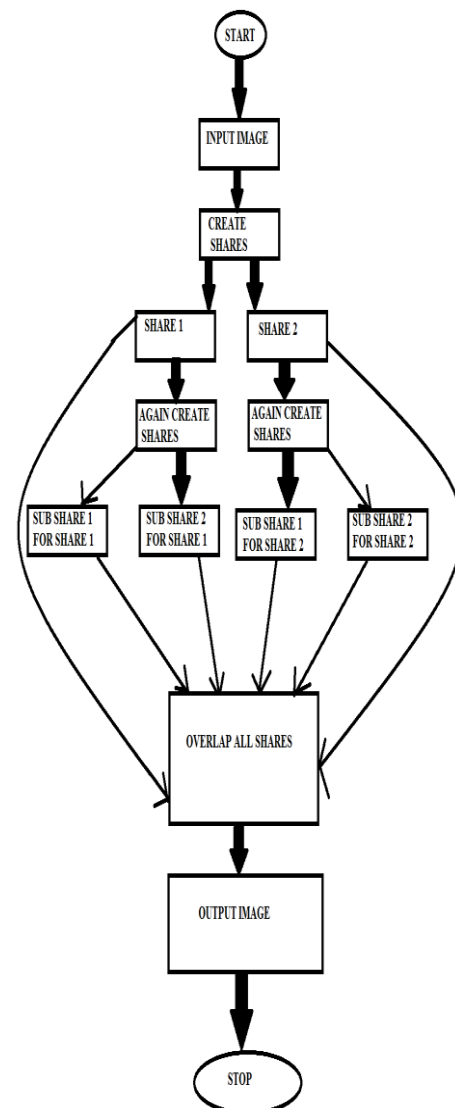 START
INPUT IMAGE
CREATE
SHARES
SHARE 1
SHARE 2
AGAIN CREATE
SHARES
AGAIN CREATE
SHARES
SUB SHARE 1
FOR SHARE 1
SUB SHARE 2
FOR SHARE 1
SUB SHARE 1
FOR SHARE 2
SUB SHARE 2
FOR SHARE 2
OVERLAP ALL SHARES
OUTPUT IMAGE
STOP